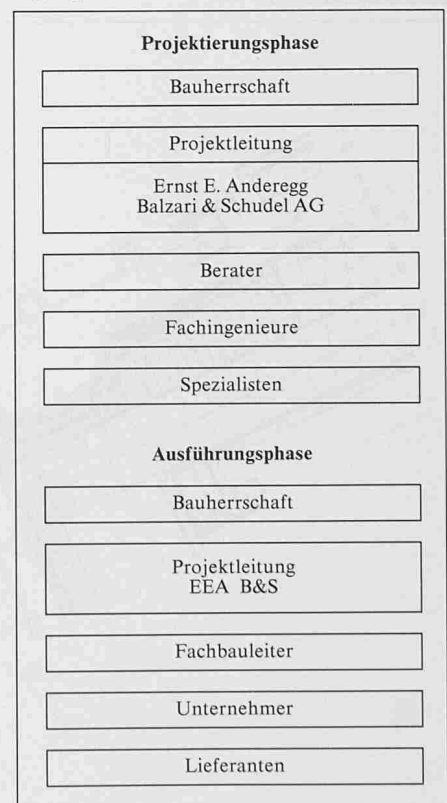 Projektierungsphase
Bauherrschaft
Projektleitung
Ernst E. Anderegg
Balzari & Schudel AG
Berater
Fachingenieure
Spezialisten
Ausführungsphase
Bauherrschaft
Projektleitung
EEA B&S
Fachbauleiter
Unternehmer
Lieferanten